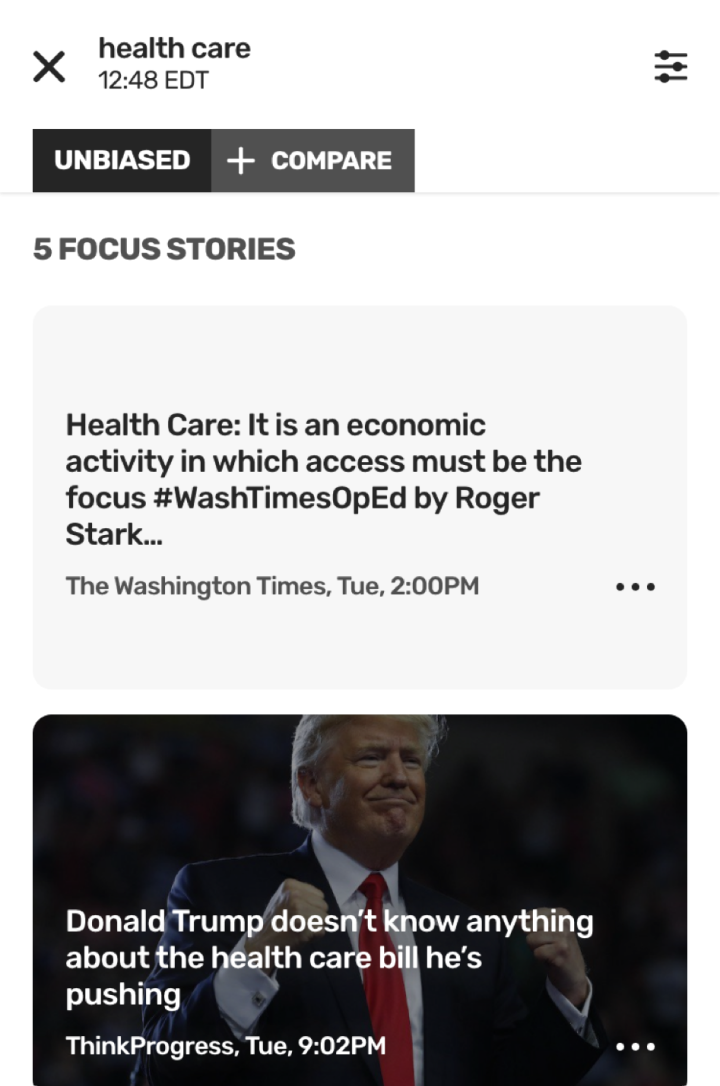 health care
12:48 EDT
UNBIASED
+ COMPARE
5 FOCUS STORIES
Health Care: It is an economic
activity in which access must be the
focus #WashTimesOpEd by Roger
Stark...
The Washington Times, Tue, 2:00PM
Donald Trump doesn't know anything
about the health care bill he's
pushing
ThinkProgress, Tue, 9:02PM